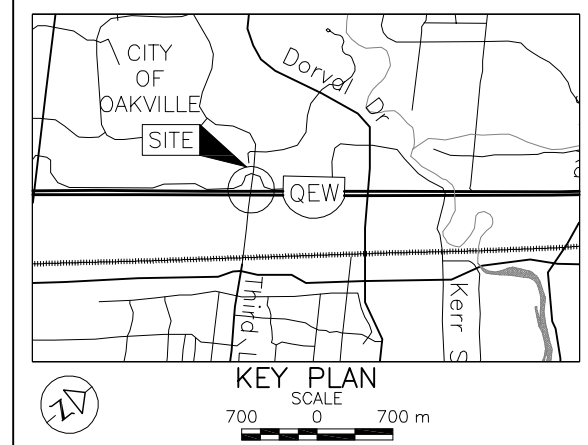 CITY
OF
OAKVILLE
Dorval Dr
SITE
QEW
Third L
Kerr S
N
KEY PLAN
SCALE
700 0 700 m